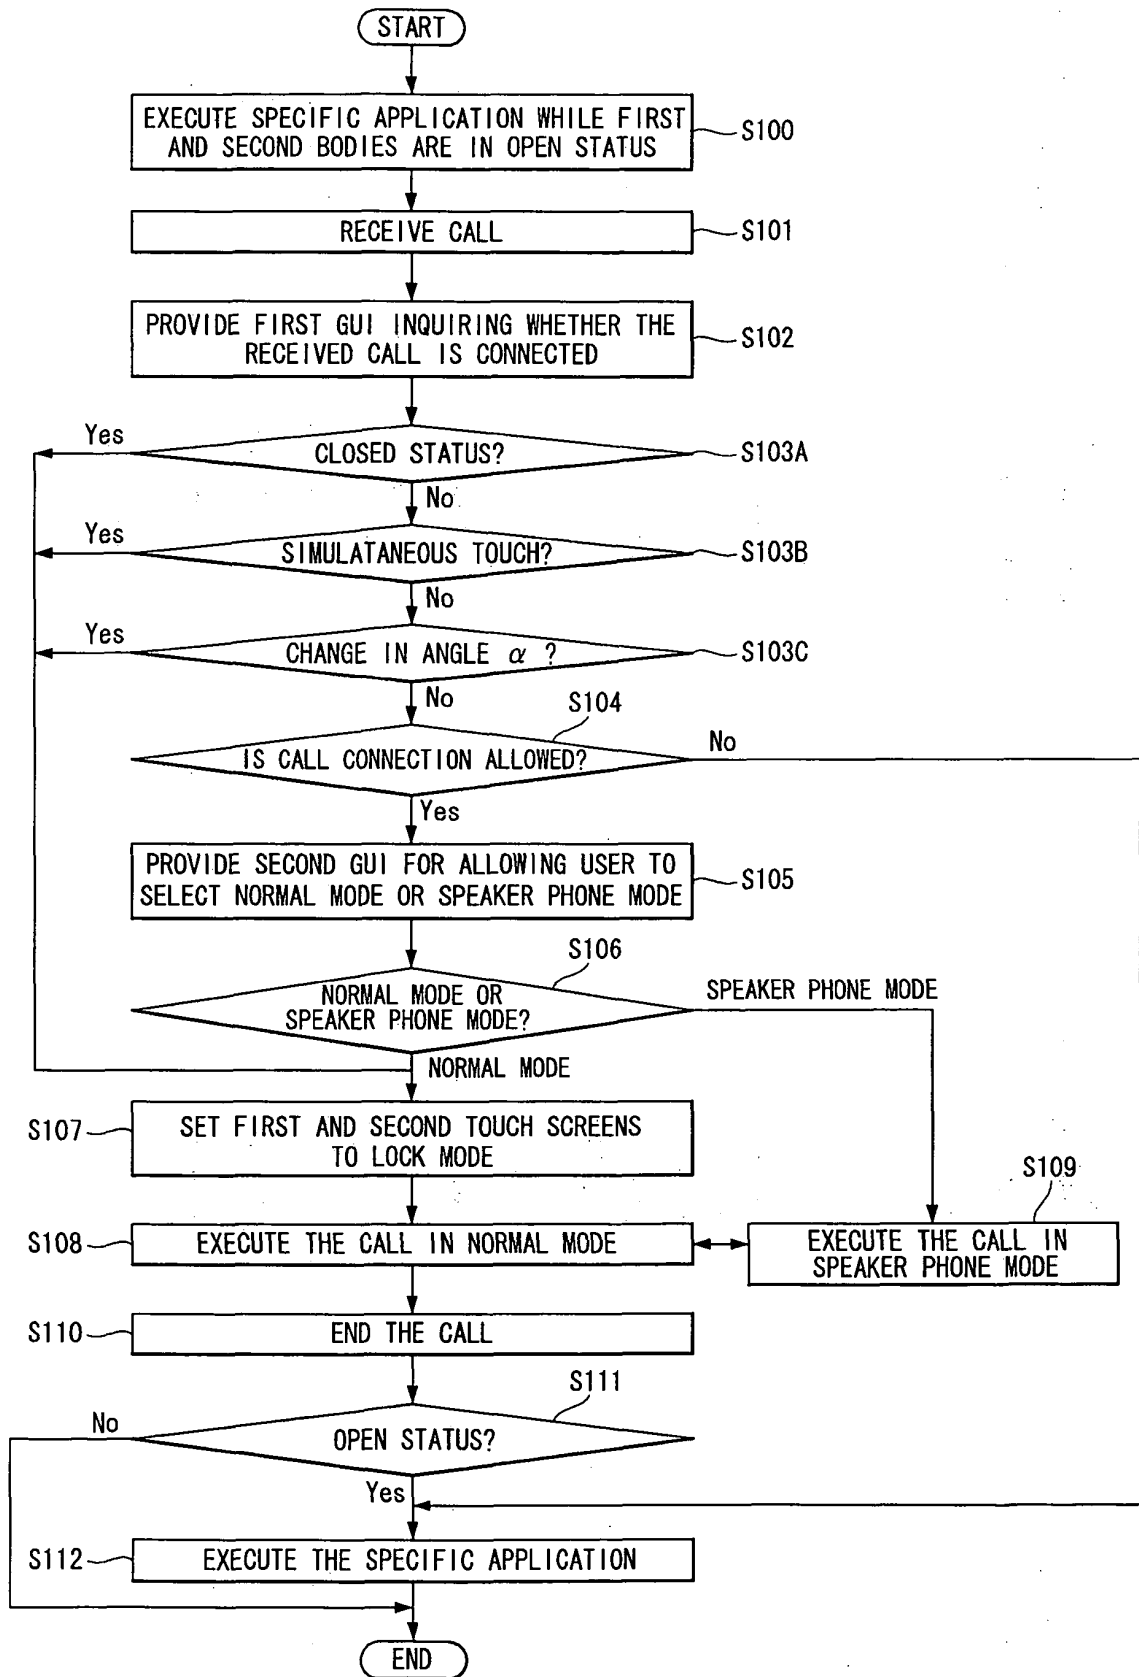 START
EXECUTE SPECIFIC APPLICATION WHILE FIRST
AND SECOND BODIES ARE IN OPEN STATUS
S100
RECEIVE CALL
S101
PROVIDE FIRST GUI INQUIRING WHETHER THE
RECEIVED CALL IS CONNECTED
S102
Yes
CLOSED STATUS?
S103A
No
Yes
SIMULATANEOUS TOUCH?
S103B
No
Yes
CHANGE IN ANGLE α ?
S103C
No
S104
IS CALL CONNECTION ALLOWED?
No
Yes
PROVIDE SECOND GUI FOR ALLOWING USER TO
SELECT NORMAL MODE OR SPEAKER PHONE MODE
S105
S106
NORMAL MODE OR
SPEAKER PHONE MODE?
SPEAKER PHONE MODE
NORMAL MODE
S107
SET FIRST AND SECOND TOUCH SCREENS
TO LOCK MODE
S109
S108
EXECUTE THE CALL IN NORMAL MODE
EXECUTE THE CALL IN
SPEAKER PHONE MODE
S110
END THE CALL
S111
No
OPEN STATUS?
Yes
S112
EXECUTE THE SPECIFIC APPLICATION
END